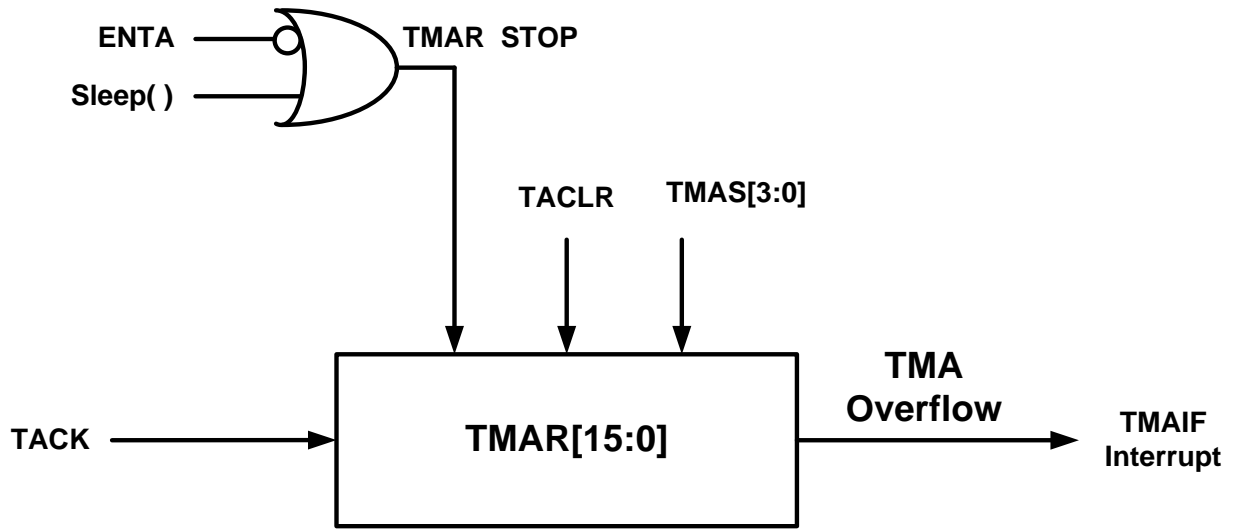 ENTA
TMAR STOP
Sleep( )
TACLR
TMAS[3:0]
TMA
Overflow
TACK
TMAR[15:0]
TMAIF
Interrupt